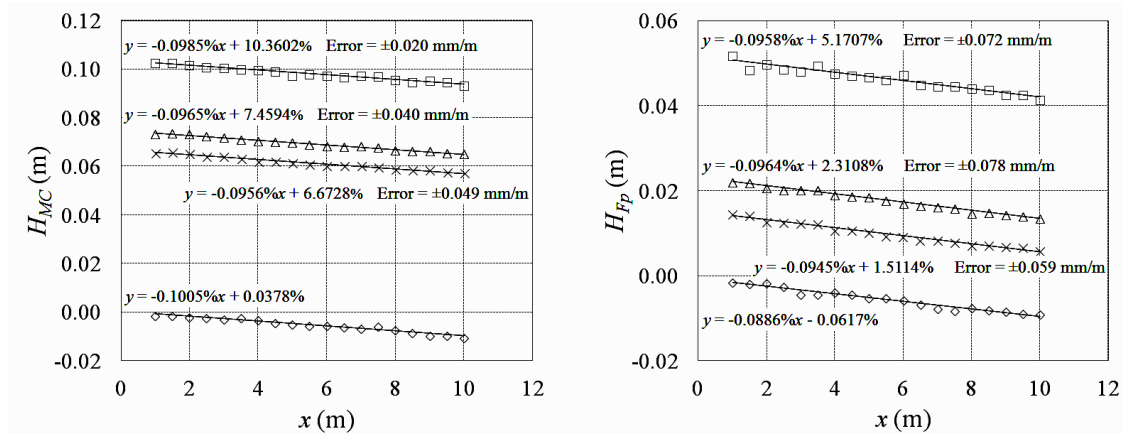 0.12
0.10
0.08
0.06
0.04
0.02
0.00
-0.02
H_MC (m)
y = -0.0985%x + 10.3602% Error = ±0.020 mm/m
y = -0.0965%x + 7.4594% Error = ±0.040 mm/m
y = -0.0956%x + 6.6728% Error = ±0.049 mm/m
y = -0.1005%x + 0.0378%
0 2 4 6 8 10 12
x (m)
0.06
0.04
0.02
0.00
-0.02
H_Fp (m)
y = -0.0958%x + 5.1707% Error = ±0.072 mm/m
y = -0.0964%x + 2.3108% Error = ±0.078 mm/m
y = -0.0945%x + 1.5114% Error = ±0.059 mm/m
y = -0.0886%x - 0.0617%
0 2 4 6 8 10 12
x (m)